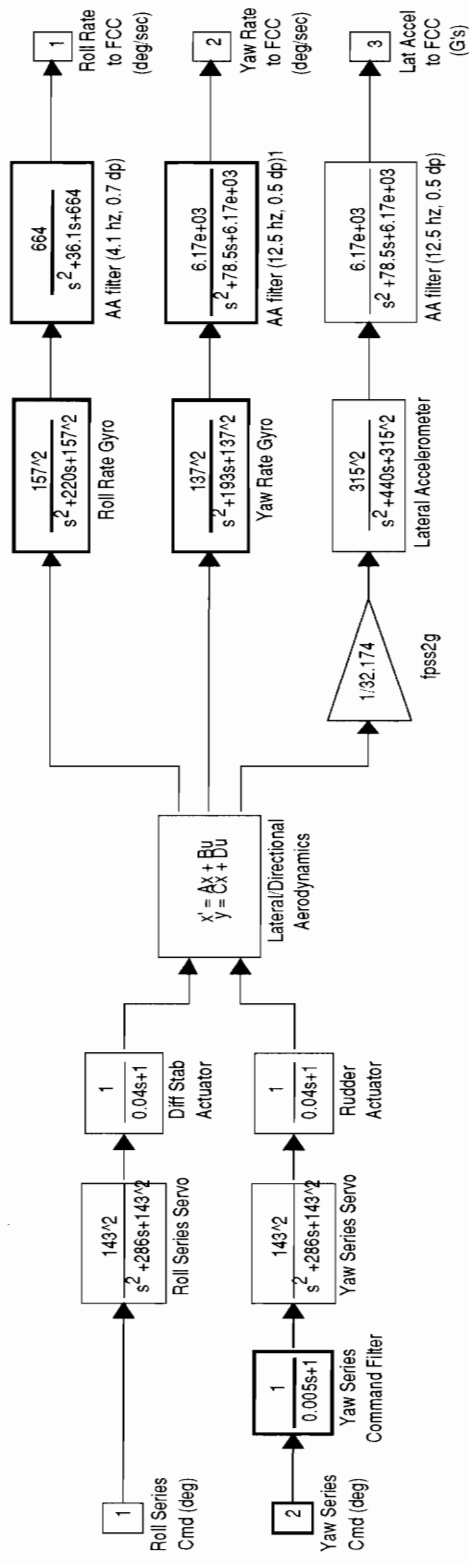 1
Roll Series
Cmd (deg)
143^2
s^2+286s+143^2
Roll Series Servo
1
0.04s+1
Diff Stab
Actuator
2
Yaw Series
Cmd (deg)
1
0.005s+1
Yaw Series
Command Filter
143^2
s^2+286s+143^2
Yaw Series Servo
1
0.04s+1
Rudder
Actuator
x' = Ax + Bu
y = Cx + Du
Lateral/Directional
Aerodynamics
157^2
s^2+220s+157^2
Roll Rate Gyro
664
s^2+36.1s+664
AA filter (4.1 hz, 0.7 dp)
1
Roll Rate
to FCC
(deg/sec)
137^2
s^2+193s+137^2
Yaw Rate Gyro
6.17e+03
s^2+78.5s+6.17e+03
AA filter (12.5 hz, 0.5 dp)1
2
Yaw Rate
to FCC
(deg/sec)
1/32.174
fpss2g
315^2
s^2+440s+315^2
Lateral Accelerometer
6.17e+03
s^2+78.5s+6.17e+03
AA filter (12.5 hz, 0.5 dp)
3
Lat Accel
to FCC
(G's)